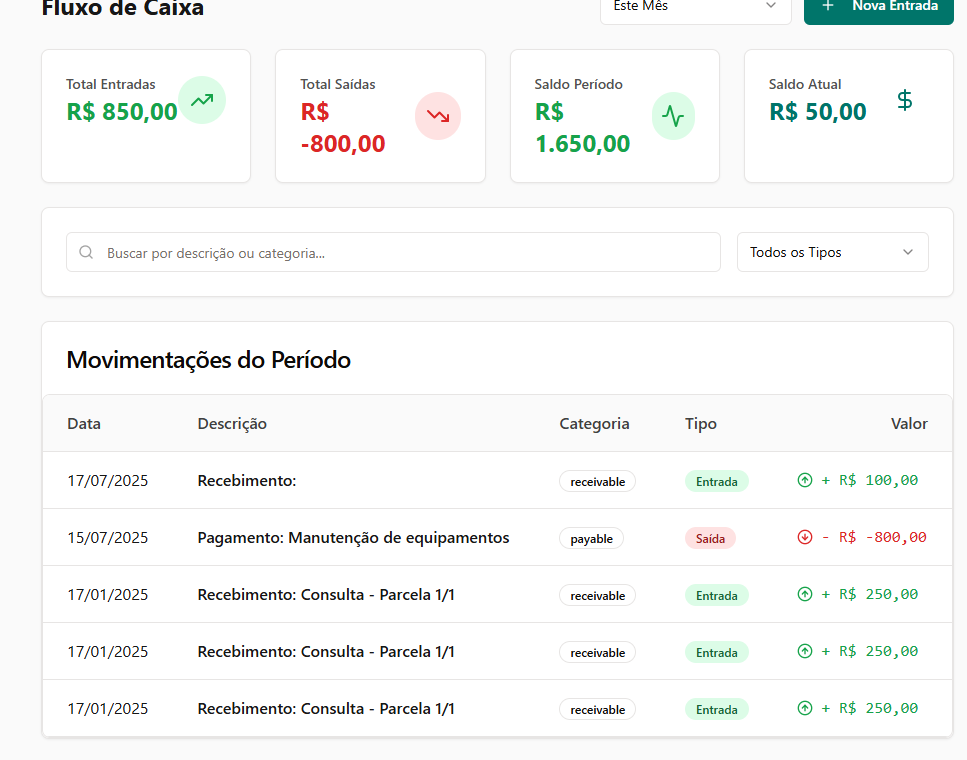 Fluxo de Caixa
Este Mês
+ Nova Entrada
Total Entradas
R$ 850,00
Total Saídas
R$
-800,00
Saldo Período
R$
1.650,00
Saldo Atual
R$ 50,00
$
Buscar por descrição ou categoria...
Todos os Tipos
Movimentações do Período
Data Descrição Categoria Tipo Valor
17/07/2025 Recebimento: receivable Entrada + R$ 100,00
15/07/2025 Pagamento: Manutenção de equipamentos payable Saída - R$ -800,00
17/01/2025 Recebimento: Consulta - Parcela 1/1 receivable Entrada + R$ 250,00
17/01/2025 Recebimento: Consulta - Parcela 1/1 receivable Entrada + R$ 250,00
17/01/2025 Recebimento: Consulta - Parcela 1/1 receivable Entrada + R$ 250,00